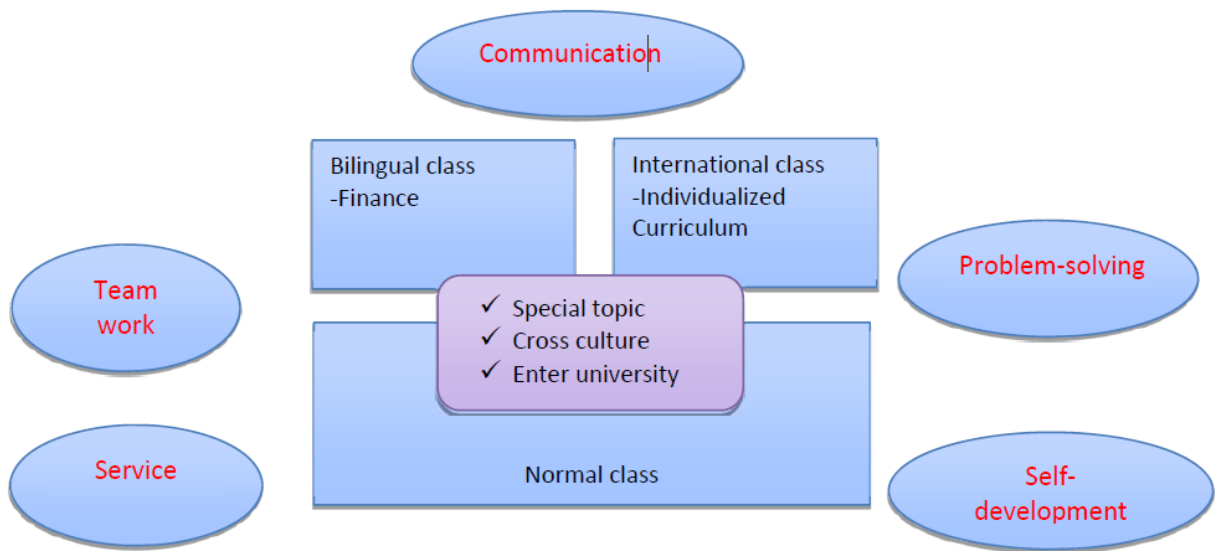 Communication
Bilingual class
-Finance
International class
-Individualized
Curriculum
Team
work
Problem-solving
✓ Special topic
✓ Cross culture
✓ Enter university
Service
Normal class
Self-
development